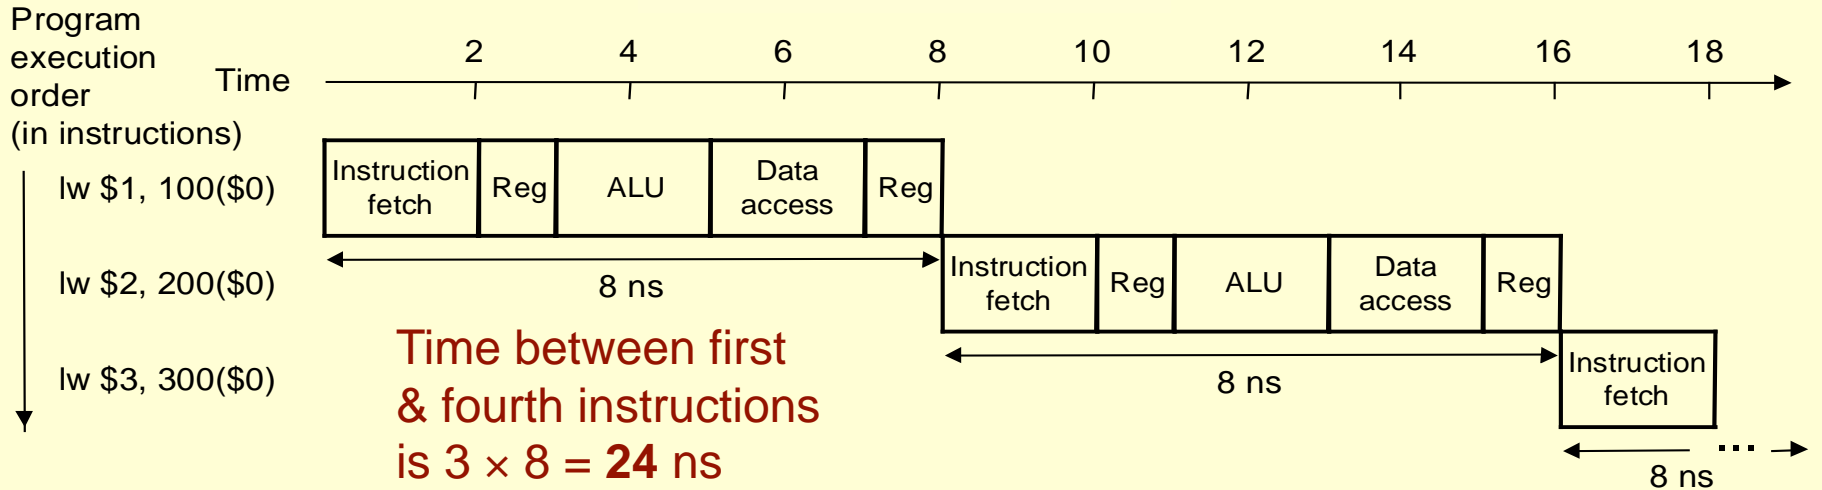 Program
execution
order
(in instructions)
Time
2 4 6 8 10 12 14 16 18
lw $1, 100($0)
Instruction
fetch
Reg
ALU
Data
access
Reg
8 ns
lw $2, 200($0)
Instruction
fetch
Reg
ALU
Data
access
Reg
8 ns
lw $3, 300($0)
Instruction
fetch
...
8 ns
Time between first
& fourth instructions
is 3 × 8 = 24 ns